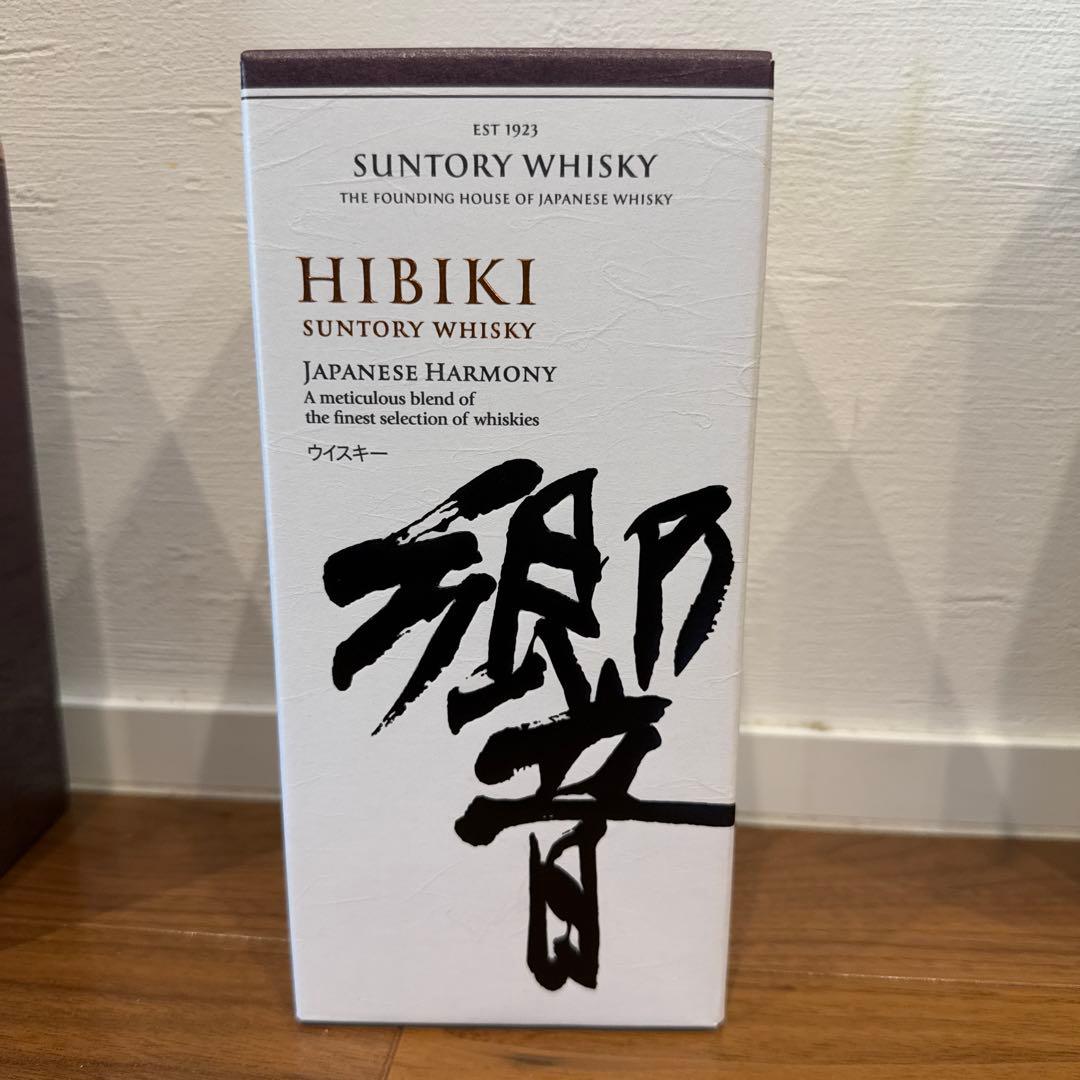 EST 1923
SUNTORY WHISKY
THE FOUNDING HOUSE OF JAPANESE WHISKY
HIBIKI
SUNTORY WHISKY
JAPANESE HARMONY
A meticulous blend of
the finest selection of whiskies
ウイスキー
響